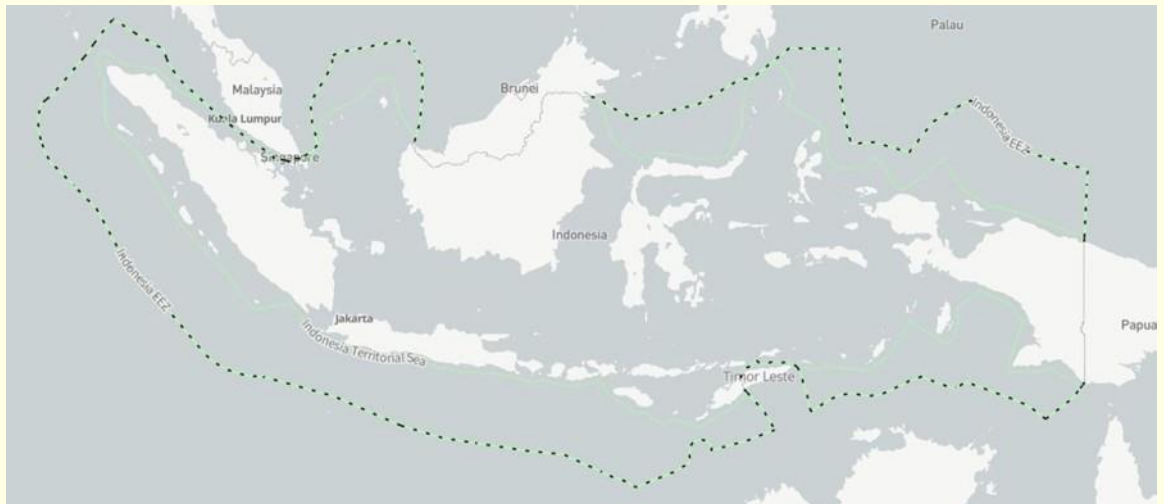 Palau
Malaysia
Brunei
Kuala Lumpur
Indonesia EEZ
Singapore
Indonesia
Indonesia EEZ
Jakarta
Indonesia Territorial Sea
Papua
Timor Leste